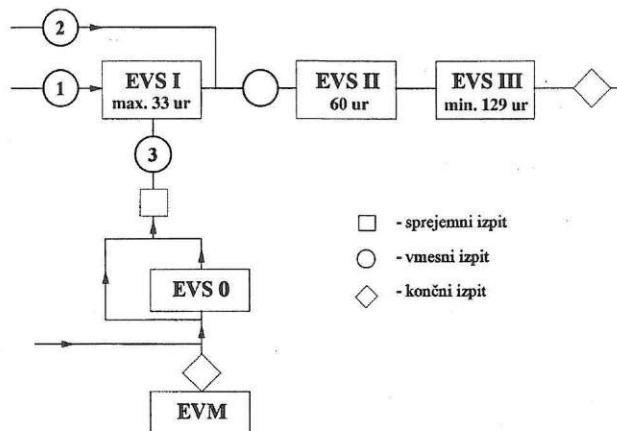 2
1
EVS I
max. 33 ur
EVS II
60 ur
EVS III
min. 129 ur
3
- sprejemni izpit
- vmesni izpit
- končni izpit
EVS 0
EVM